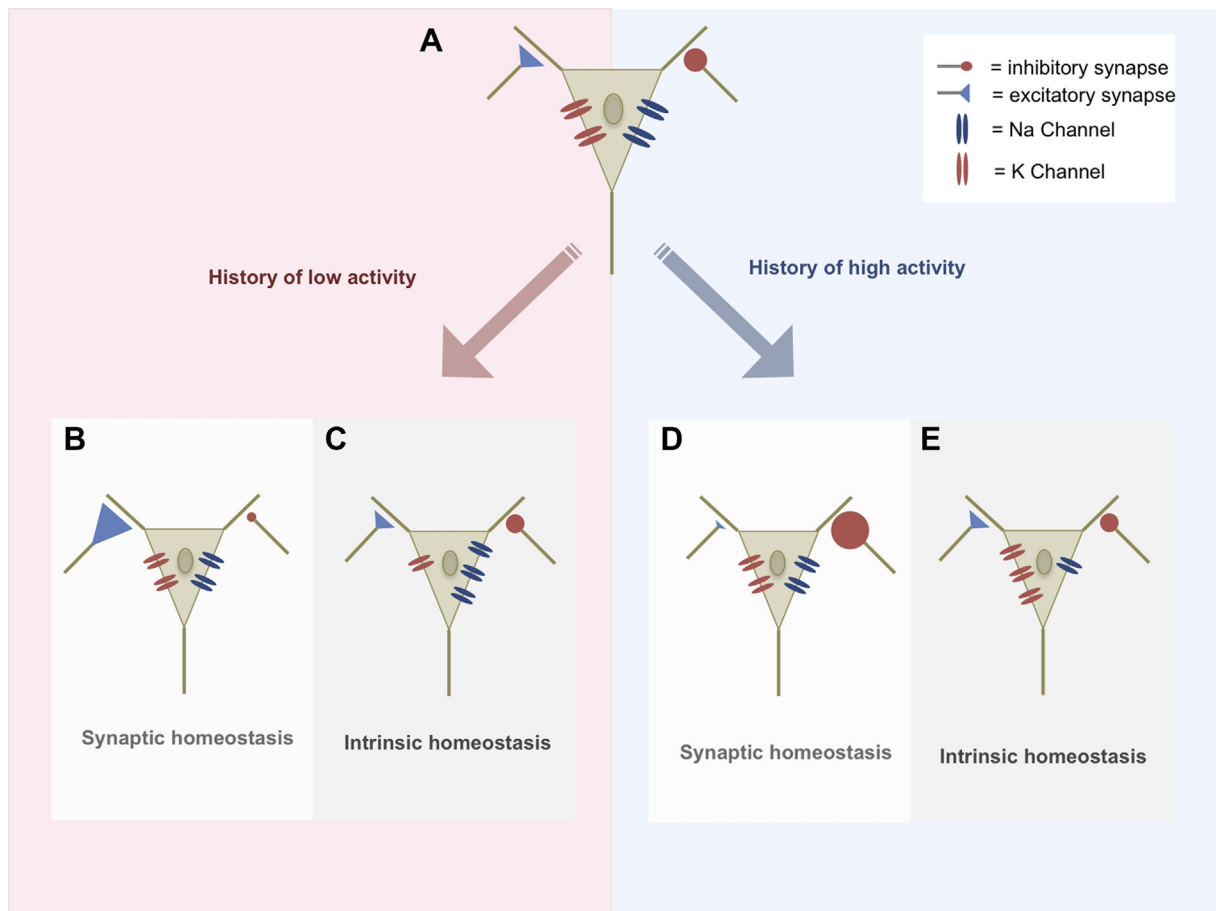 A
= inhibitory synapse
= excitatory synapse
= Na Channel
= K Channel
History of low activity
History of high activity
B
C
D
E
Synaptic homeostasis
Intrinsic homeostasis
Synaptic homeostasis
Intrinsic homeostasis